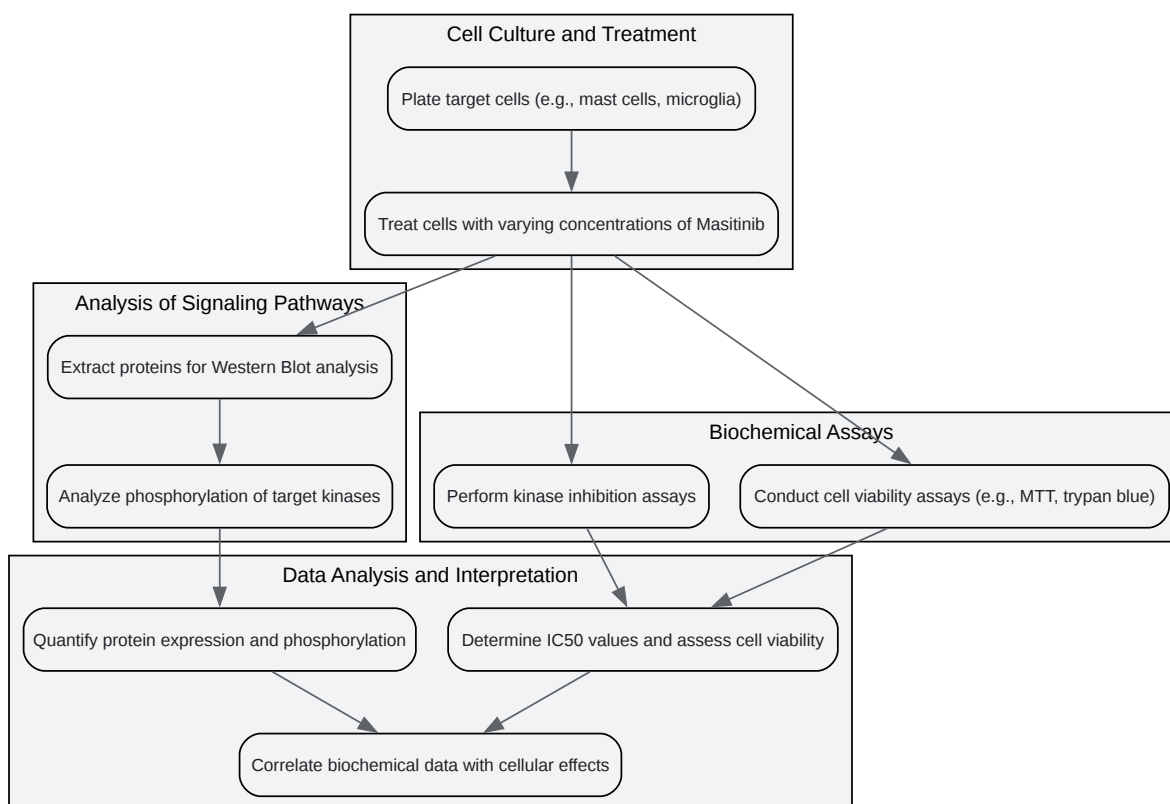 Cell Culture and Treatment
Plate target cells (e.g., mast cells, microglia)
Treat cells with varying concentrations of Masitinib
Analysis of Signaling Pathways
Extract proteins for Western Blot analysis
Analyze phosphorylation of target kinases
Biochemical Assays
Perform kinase inhibition assays
Conduct cell viability assays (e.g., MTT, trypan blue)
Data Analysis and Interpretation
Quantify protein expression and phosphorylation
Determine IC50 values and assess cell viability
Correlate biochemical data with cellular effects